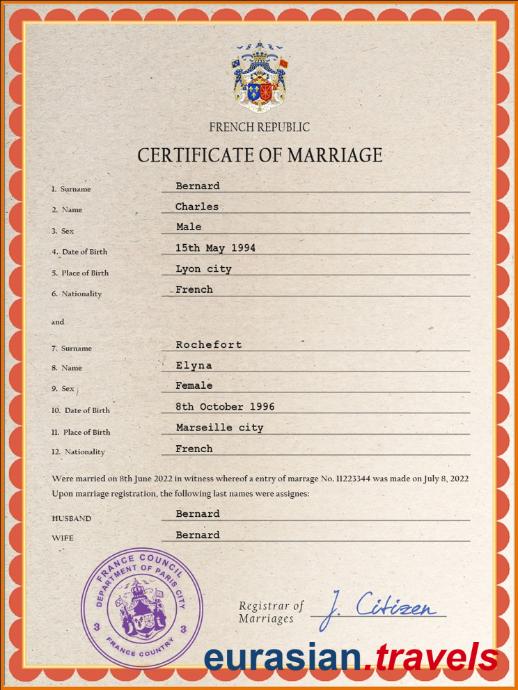 FRENCH REPUBLIC
CERTIFICATE OF MARRIAGE
1. Surname Bernard
2. Name Charles
3. Sex Male
4. Date of Birth 15th May 1994
5. Place of Birth Lyon city
6. Nationality French
and
7. Surname Rochefort
8. Name Elyna
9. Sex Female
10. Date of Birth 8th October 1996
11. Place of Birth Marseille city
12. Nationality French
Were married on 8th June 2022 in witness whereof a entry of marrage No. 11223344 was made on July 8, 2022
Upon marriage registration, the following last names were assignes:
HUSBAND Bernard
WIFE Bernard
FRANCE COUNCIL
DEPARTMENT OF PARIS CITY
3 3
FRANCE COUNTRY
Registrar of
Marriages
J. Citizen
eurasian.travels